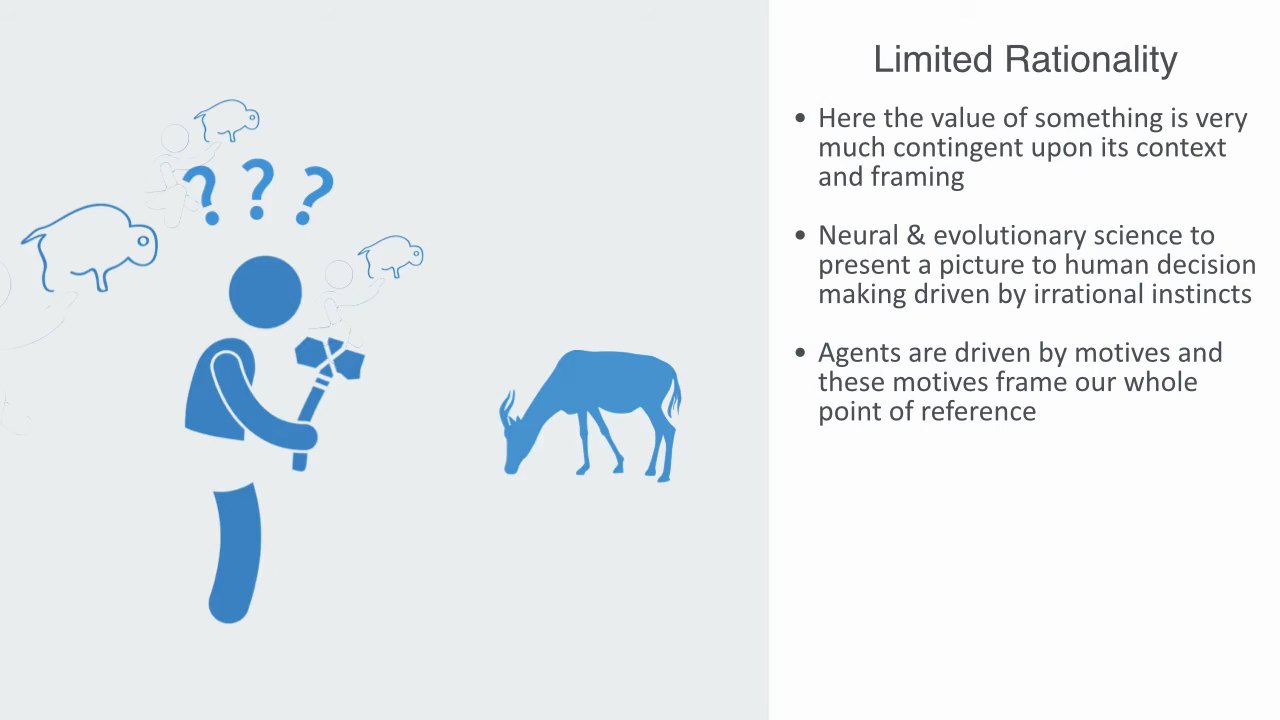 ? ? ?
Limited Rationality
• Here the value of something is very
much contingent upon its context
and framing
• Neural & evolutionary science to
present a picture to human decision
making driven by irrational instincts
• Agents are driven by motives and
these motives frame our whole
point of reference